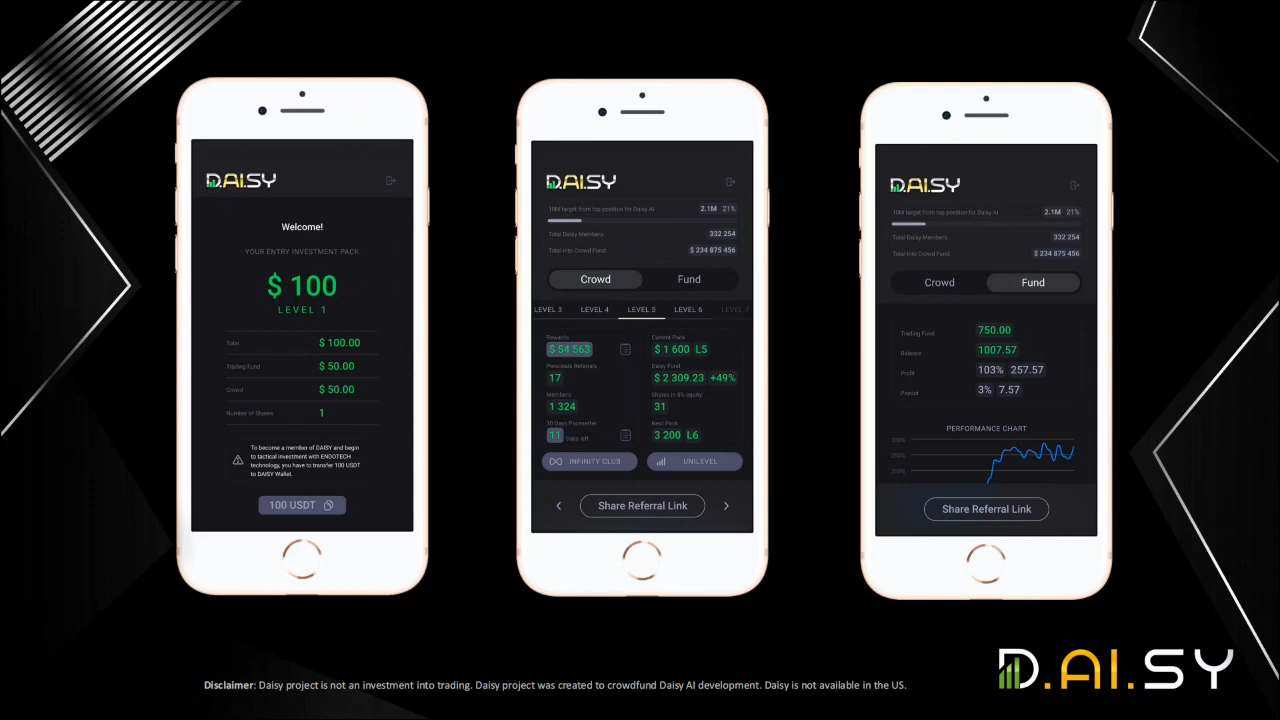 D.AI.SY
Welcome!
YOUR ENTRY INVESTMENT PACK
$ 100
LEVEL 1
Total $ 100.00
Trading Fund $ 50.00
Crowd $ 50.00
Number of Shares 1
To become a member of DAISY and begin
to tactical investment with ENDOTECH
technology, you have to transfer 100 USDT
to DAISY Wallet.
100 USDT
D.AI.SY
10M target from top position for Daisy AI 2.1M 21%
Total Daisy Members: 332 254
Total into Crowd Fund: $ 234 875 456
Crowd Fund
LEVEL 3 LEVEL 4 LEVEL 5 LEVEL 6 LEVEL 7
Rewards Current Pack
$ 54 563 $ 1 600 L5
Personals Referrals Daisy Fund
17 $ 2 309.23 +49%
Members Shares in 5% equity:
1 324 31
30 Days Pacesetter Next Pack
11 Days left 3 200 L6
INFINITY CLUB UNILEVEL
Share Referral Link
D.AI.SY
10M target from top position for Daisy AI 2.1M 21%
Total Daisy Members: 332 254
Total into Crowd Fund: $ 234 875 456
Crowd Fund
Trading Fund: 750.00
Balance 1007.57
Profit 103% 257.57
Payout 3% 7.57
PERFORMANCE CHART
300%
250%
200%
Share Referral Link
D.AI.SY
Disclaimer: Daisy project is not an investment into trading. Daisy project was created to crowdfund Daisy AI development. Daisy is not available in the US.